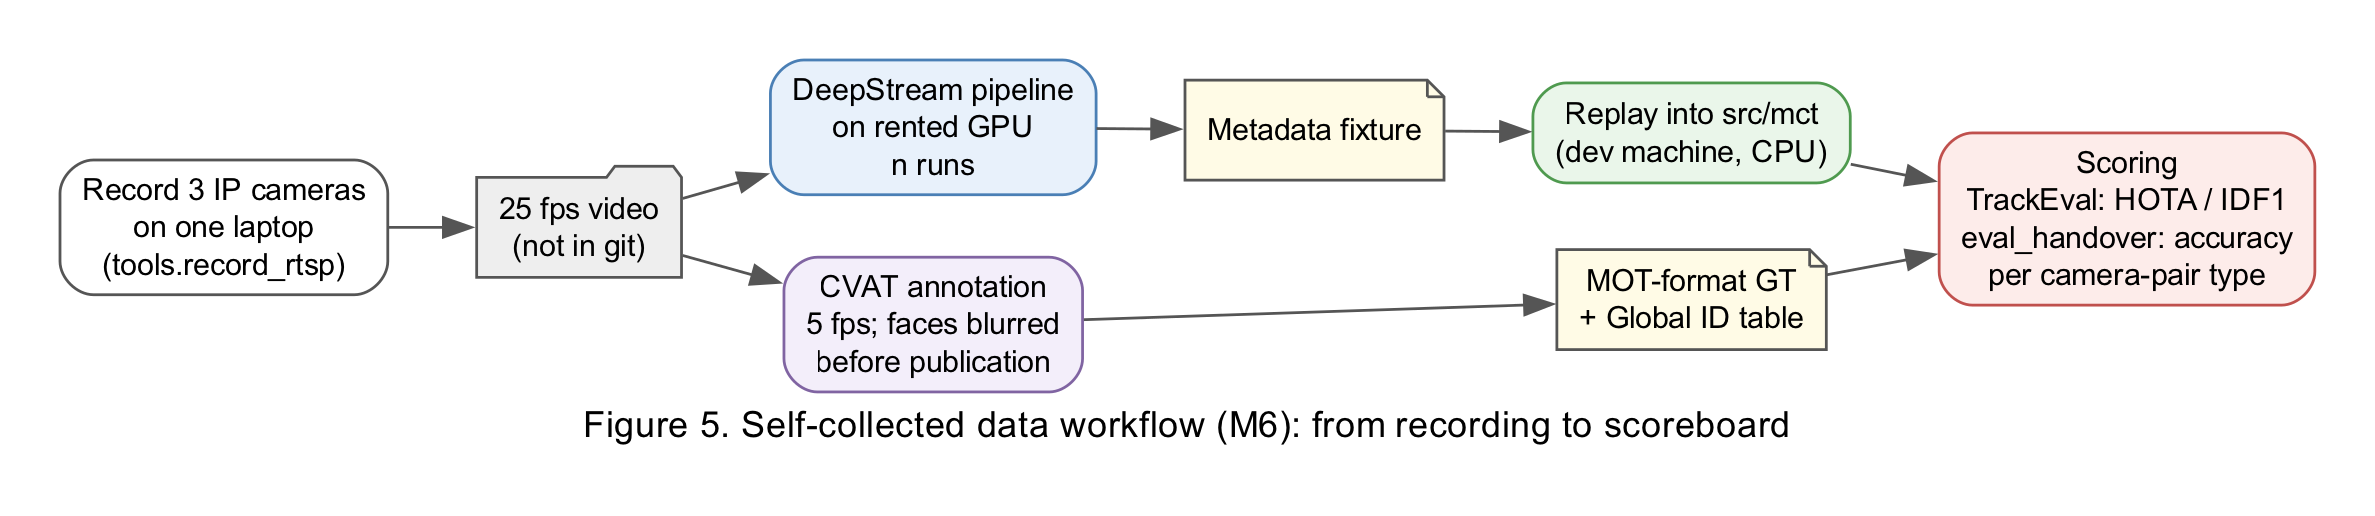 Record 3 IP cameras
on one laptop
(tools.record_rtsp)
25 fps video
(not in git)
DeepStream pipeline
on rented GPU
n runs
Metadata fixture
Replay into src/mct
(dev machine, CPU)
CVAT annotation
5 fps; faces blurred
before publication
MOT-format GT
+ Global ID table
Scoring
TrackEval: HOTA / IDF1
eval_handover: accuracy
per camera-pair type
Figure 5. Self-collected data workflow (M6): from recording to scoreboard